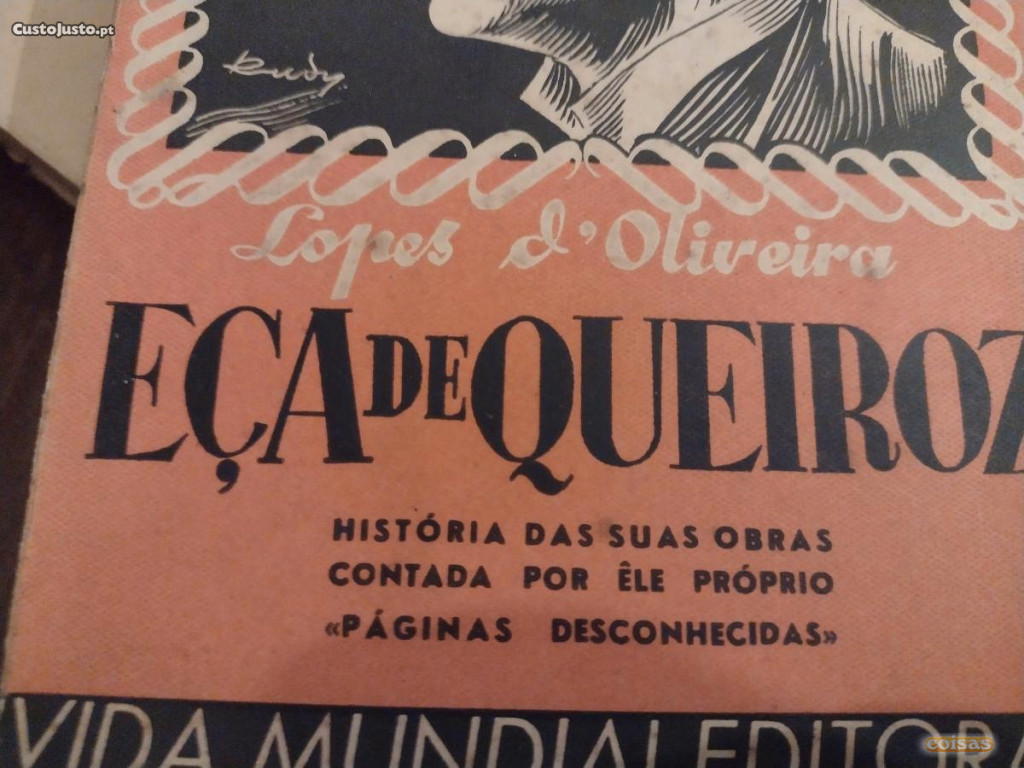 CustoJusto.pt
Rudy
Lopes d'Oliveira
EÇA DE QUEIROZ
HISTÓRIA DAS SUAS OBRAS
CONTADA POR ÊLE PRÓPRIO
«PÁGINAS DESCONHECIDAS»
VIDA MUNDIAL EDITORA
coisas